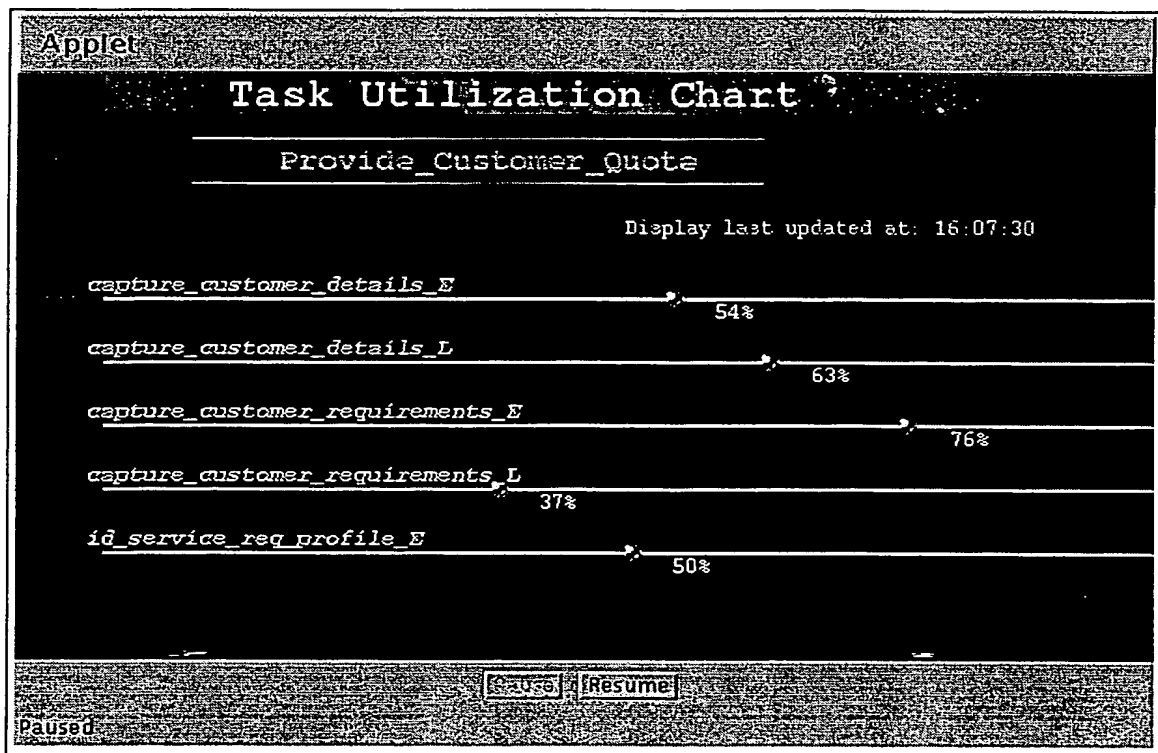 Applet
Task Utilization Chart
Provide_Customer_Quote
Display last updated at: 16:07:30
capture_customer_details_E
54%
capture_customer_details_L
63%
capture_customer_requirements_E
76%
capture_customer_requirements_L
37%
id_service_req_profile_E
50%
Pause Resume
Paused